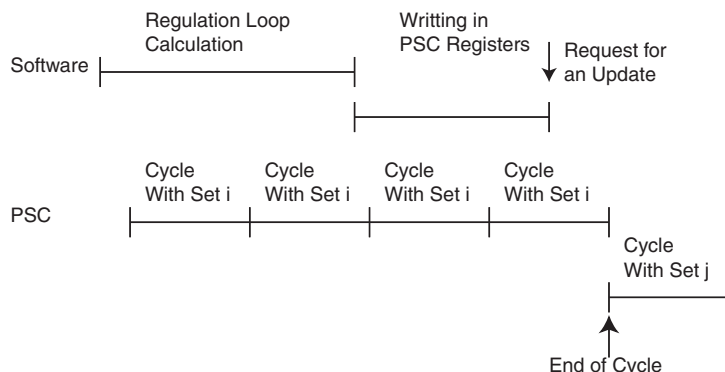 Regulation Loop
Calculation
Writting in
PSC Registers
Software
Request for
an Update
Cycle
With Set i
Cycle
With Set i
Cycle
With Set i
Cycle
With Set i
PSC
Cycle
With Set j
End of Cycle